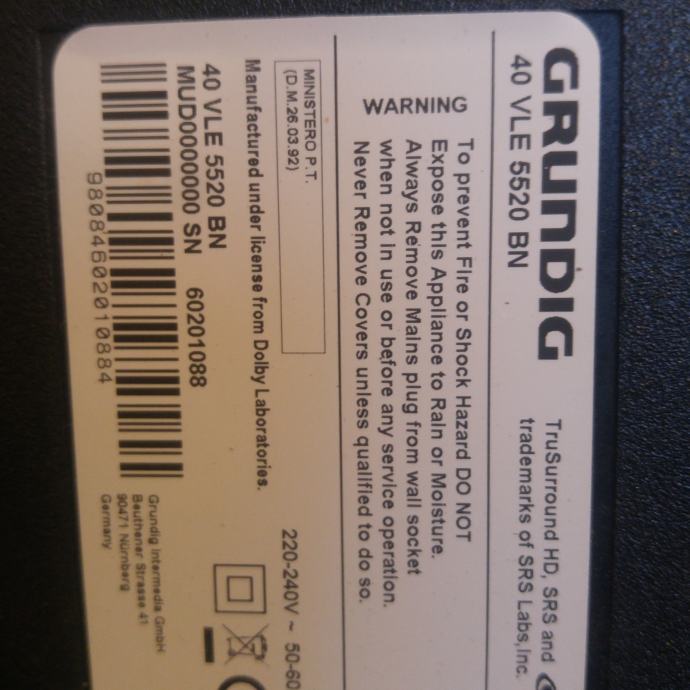 GRUNDIG
40 VLE 5520 BN
TruSurround HD, SRS and
trademarks of SRS Labs,Inc.
WARNING
To prevent Fire or Shock Hazard DO NOT
Expose this Appliance to Rain or Moisture.
Always Remove Mains plug from wall socket
when not in use or before any service operation.
Never Remove Covers unless qualified to do so.
MINISTERO P.T.
(D.M.26.03.92)
220-240V ~ 50-60
Manufactured under license from Dolby Laboratories.
40 VLE 5520 BN
MUD0000000 SN 60201088
98084602010884
Grundig Intermedia GmbH
Beuthener Strasse 41
90471 Nürnberg
Germany